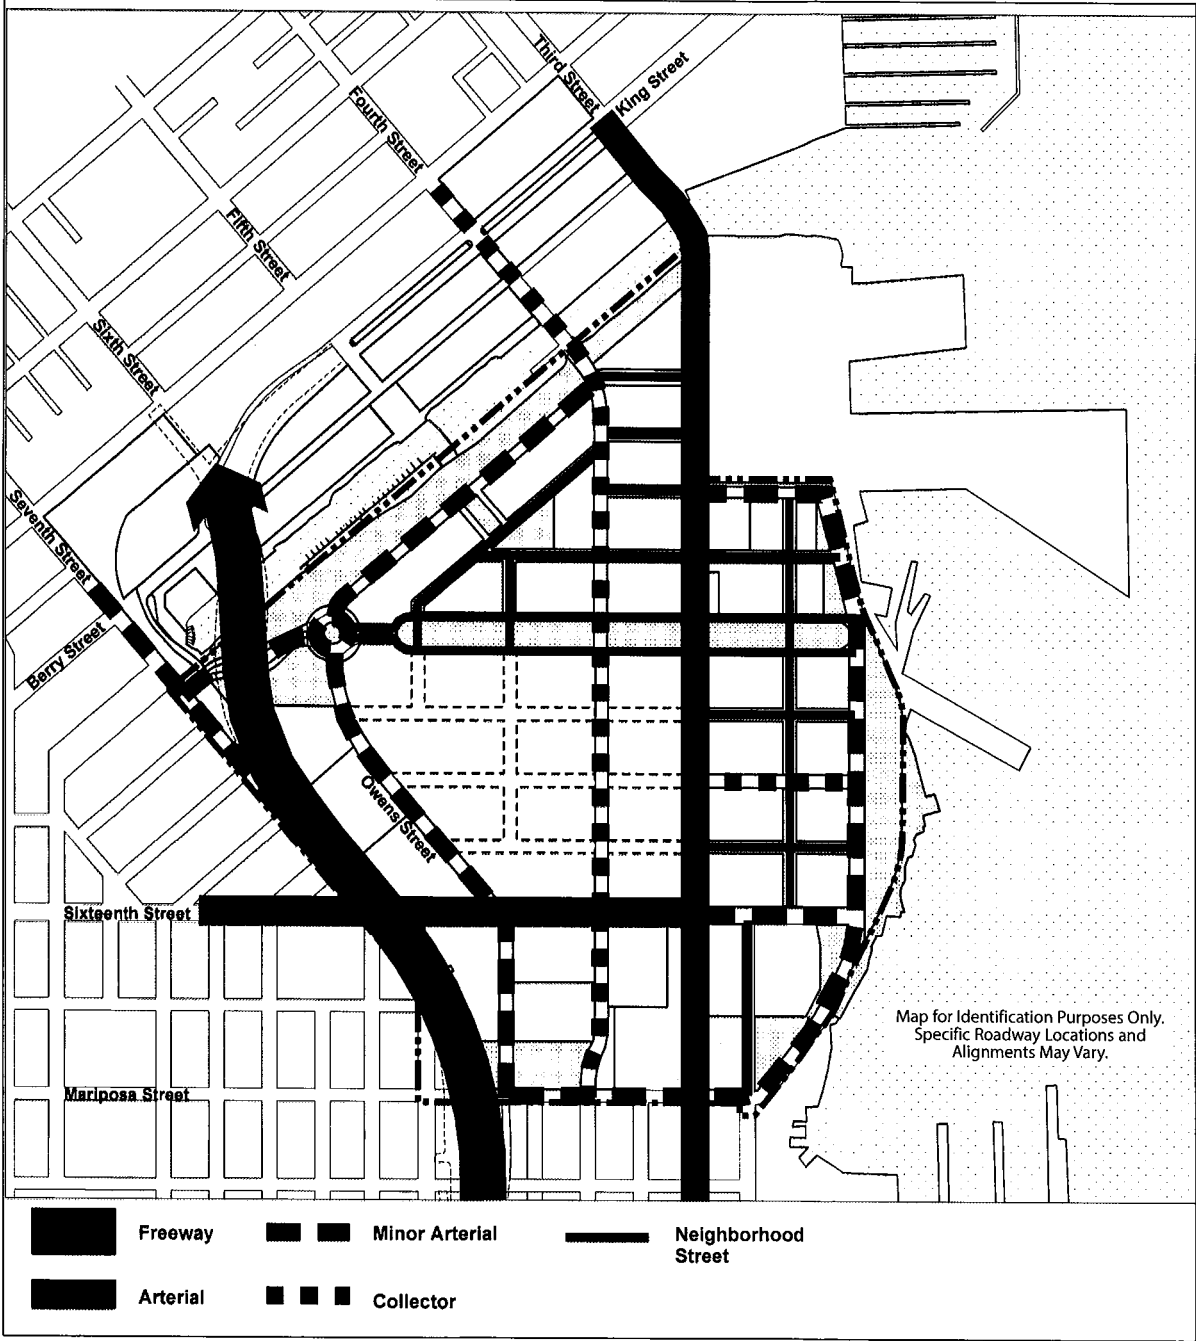 Third Street
King Street
Fourth Street
Fifth Street
Sixth Street
Seventh Street
Berry Street
Owens Street
Sixteenth Street
Map for Identification Purposes Only.
Specific Roadway Locations and
Alignments May Vary.
Mariposa Street
Freeway
Minor Arterial
Neighborhood
Street
Arterial
Collector